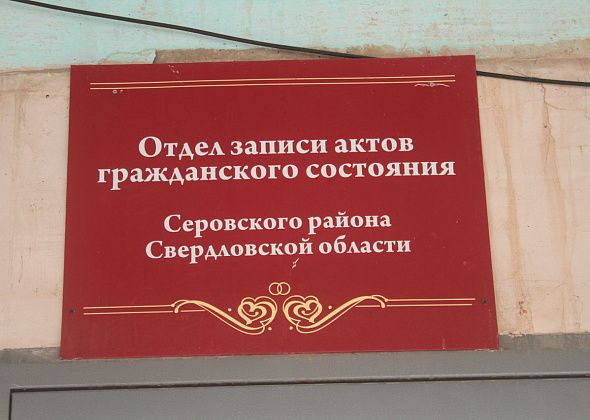 Отдел записи актов
гражданского состояния
Серовского района
Свердловской области